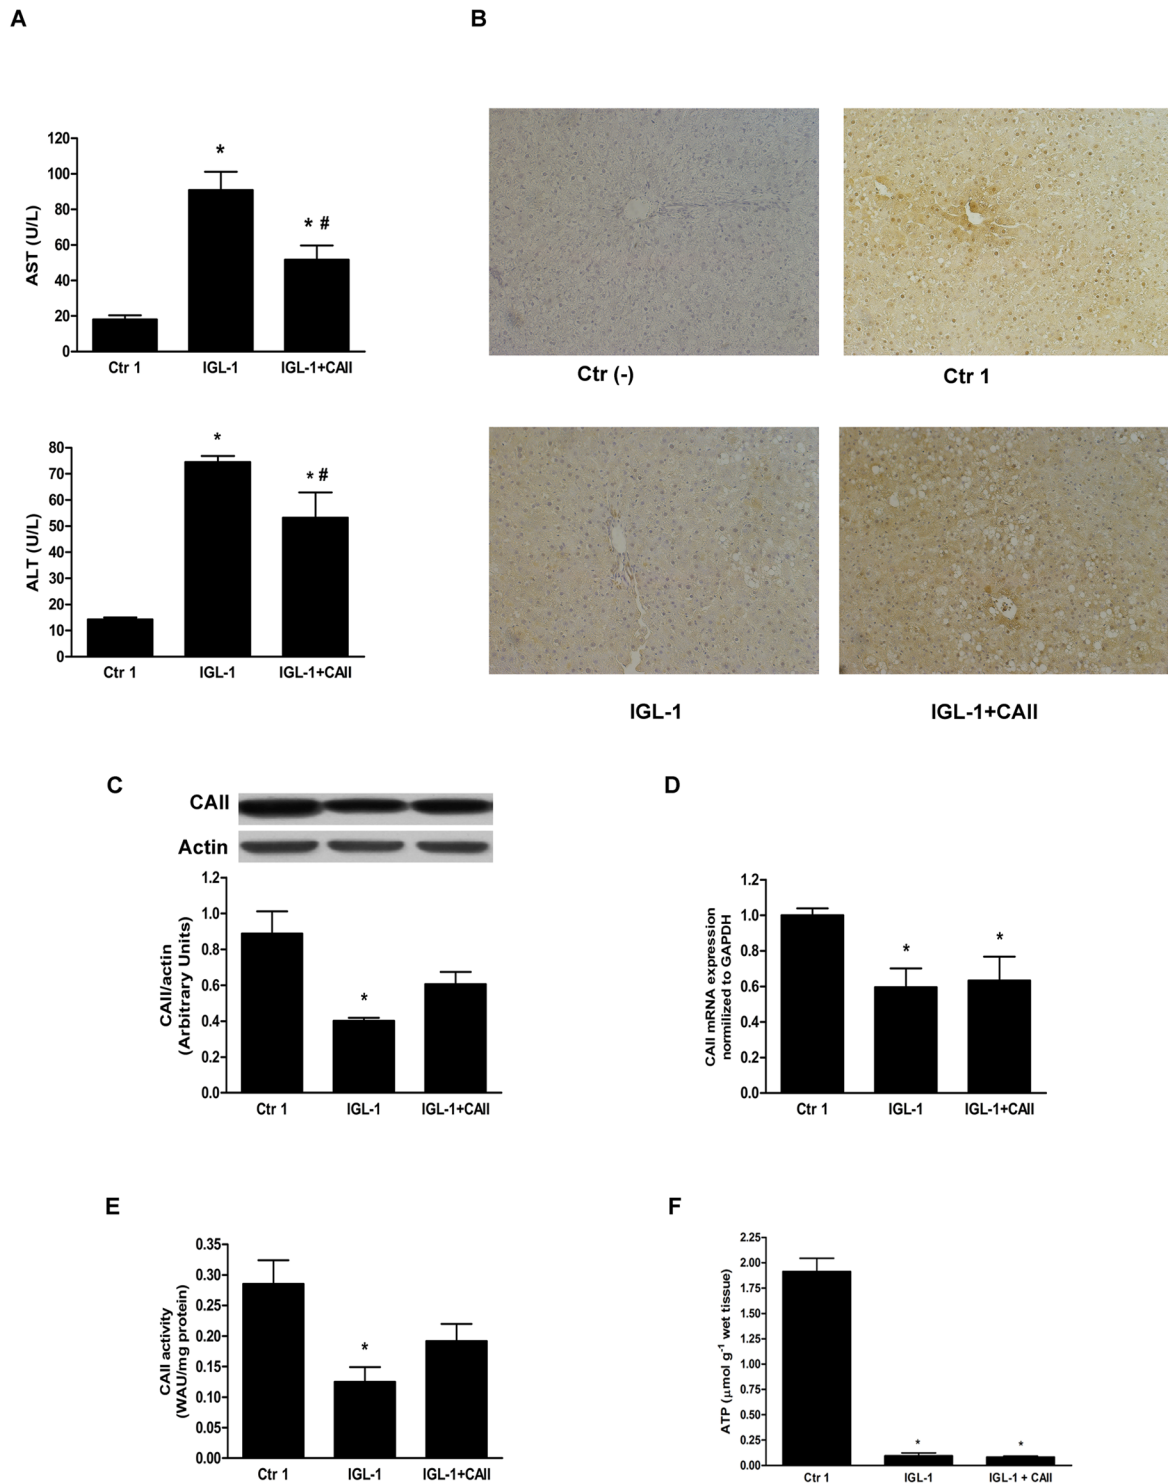 A
B
AST (U/L)
120
100
80
60
40
20
0
*
* #
Ctr 1
IGL-1
IGL-1+CAII
ALT (U/L)
80
70
60
50
40
30
20
10
0
*
* #
Ctr 1
IGL-1
IGL-1+CAII
Ctr (-)
Ctr 1
IGL-1
IGL-1+CAII
C
CAII
Actin
CAII/actin
(Arbitrary Units)
1.2
1.0
0.8
0.6
0.4
0.2
0.0
*
Ctr 1
IGL-1
IGL-1+CAII
D
CAII mRNA expression
normilized to GAPDH
1.2
1.0
0.8
0.6
0.4
0.2
0.0
*
*
Ctr 1
IGL-1
IGL-1+CAII
E
CAII activity
(WAU/mg protein)
0.35
0.30
0.25
0.20
0.15
0.10
0.05
0.00
*
Ctr 1
IGL-1
IGL-1+CAII
F
ATP (μmol g⁻¹ wet tissue)
2.25
2.00
1.75
1.50
1.25
1.00
0.75
0.50
0.25
0.00
*
*
Ctr 1
IGL-1
IGL-1 + CAII